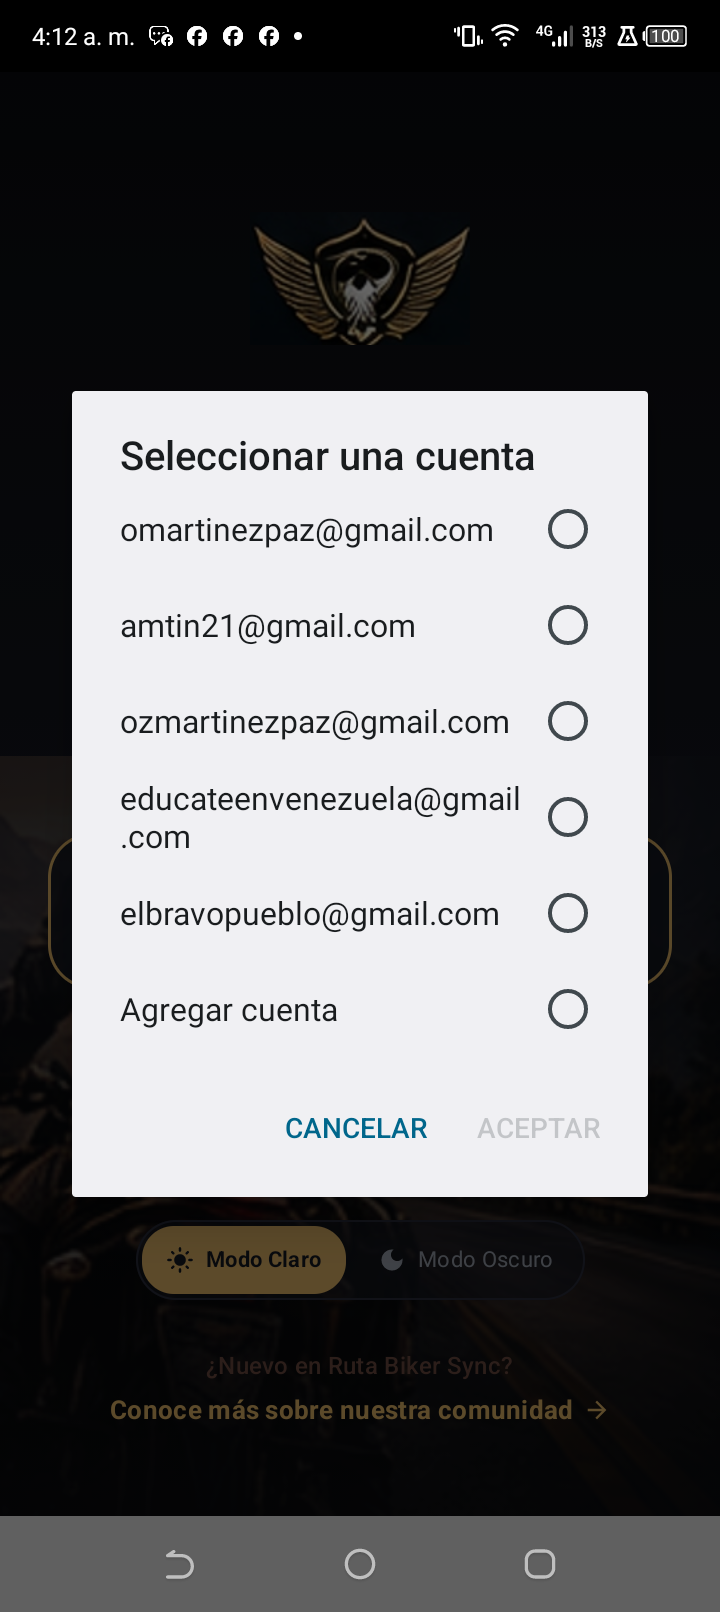 4:12 a. m.
4G
313
B/S
100
Seleccionar una cuenta
omartinezpaz@gmail.com
amtin21@gmail.com
ozmartinezpaz@gmail.com
educateenvenezuela@gmail
.com
elbravopueblo@gmail.com
Agregar cuenta
CANCELAR ACEPTAR
Modo Claro Modo Oscuro
¿Nuevo en Ruta Biker Sync?
Conoce más sobre nuestra comunidad →